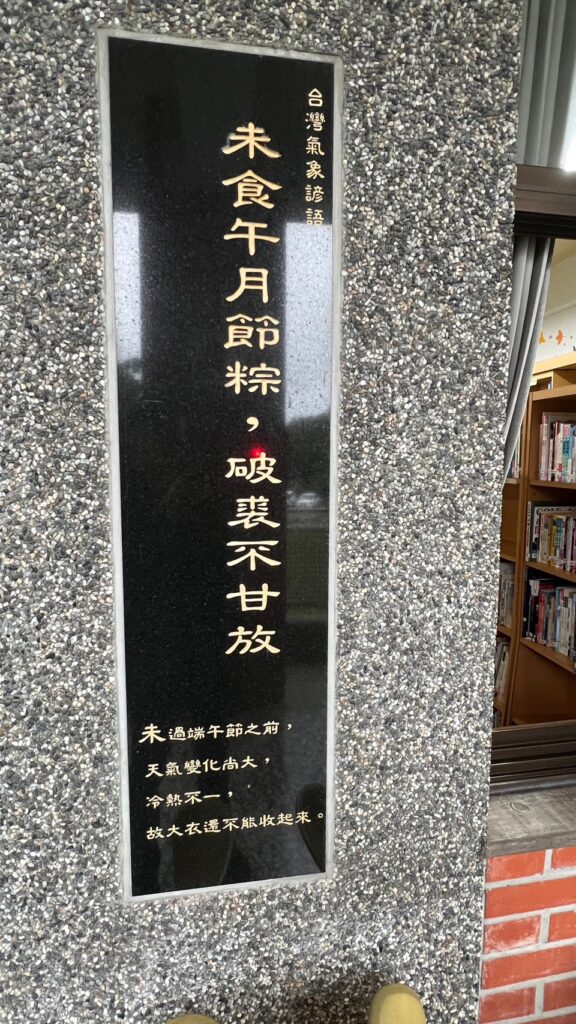 台灣氣象諺語
未食午月節粽，破裘不甘放
未過端午節之前，
天氣變化尚大，
冷熱不一，
故大衣還不能收起來。